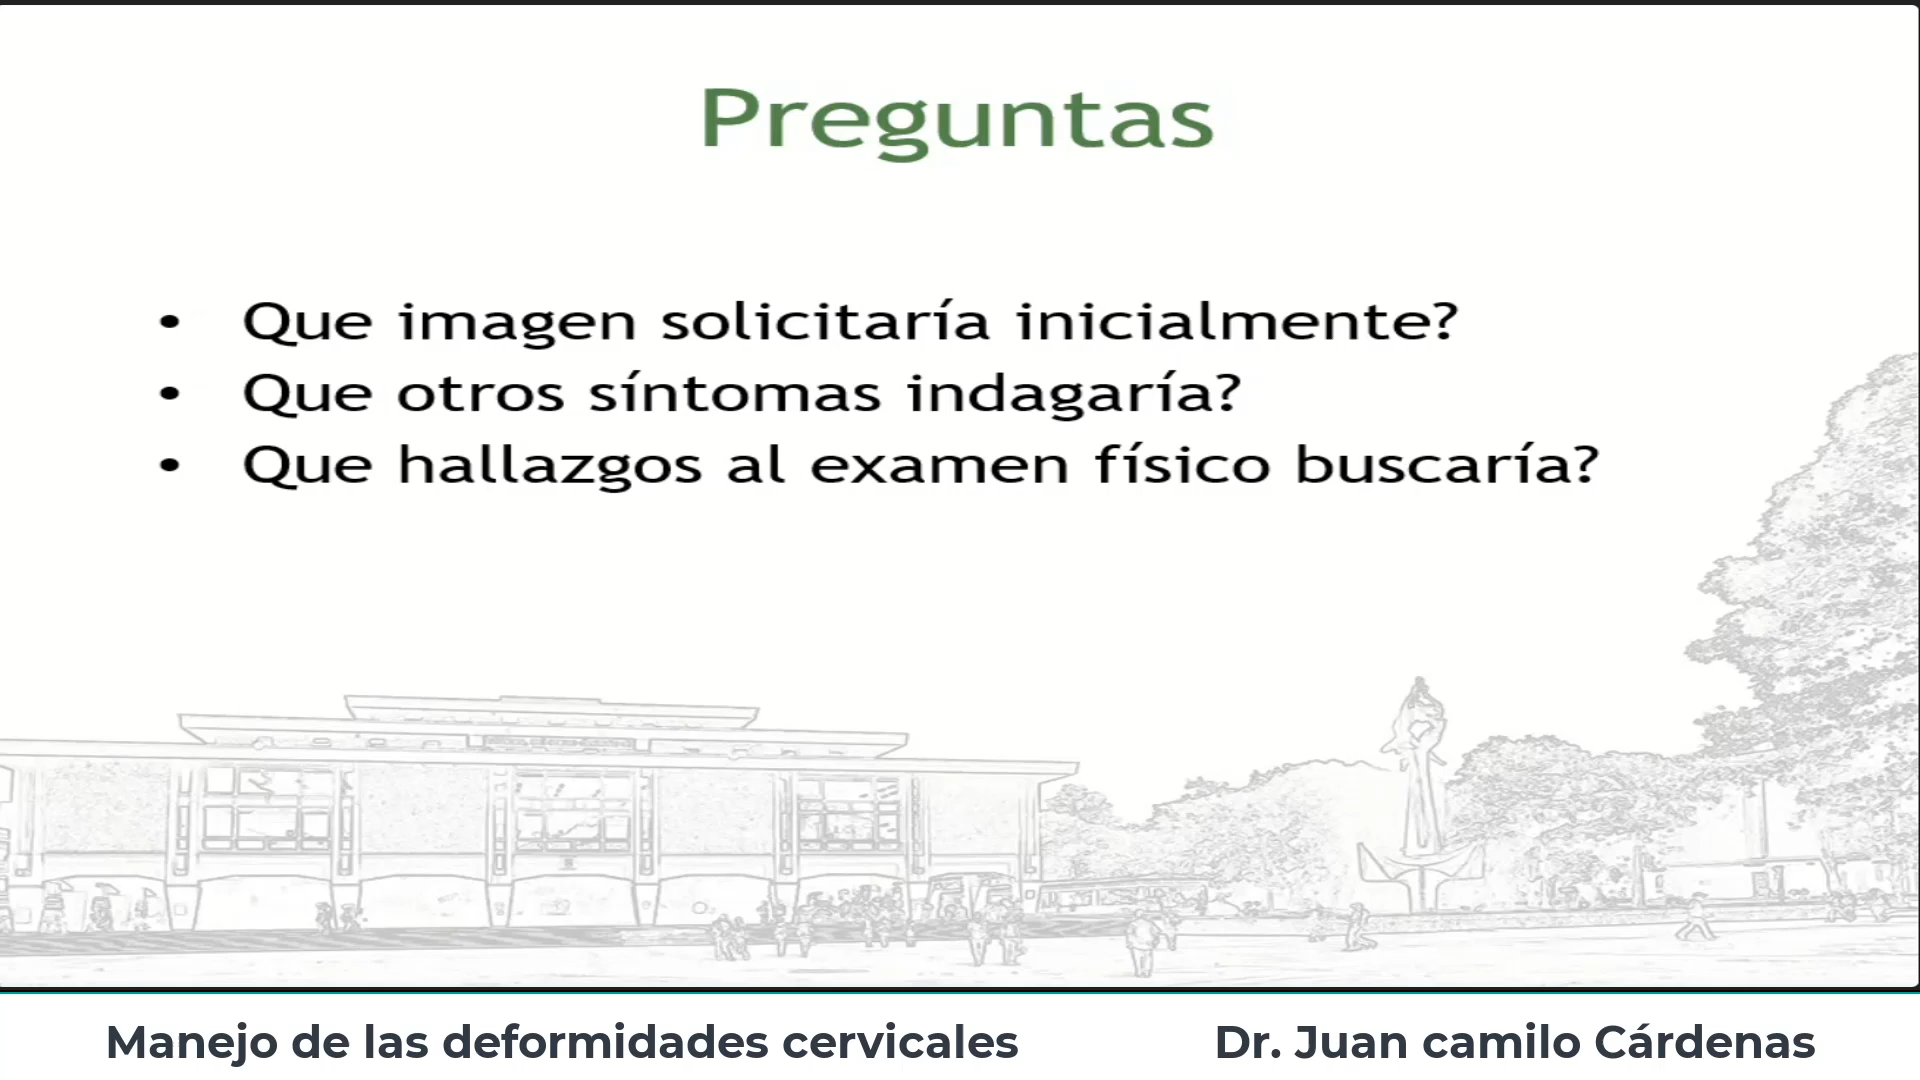 Preguntas
• Que imagen solicitaría inicialmente?
• Que otros síntomas indagaría?
• Que hallazgos al examen físico buscaría?
Manejo de las deformidades cervicales
Dr. Juan camilo Cárdenas